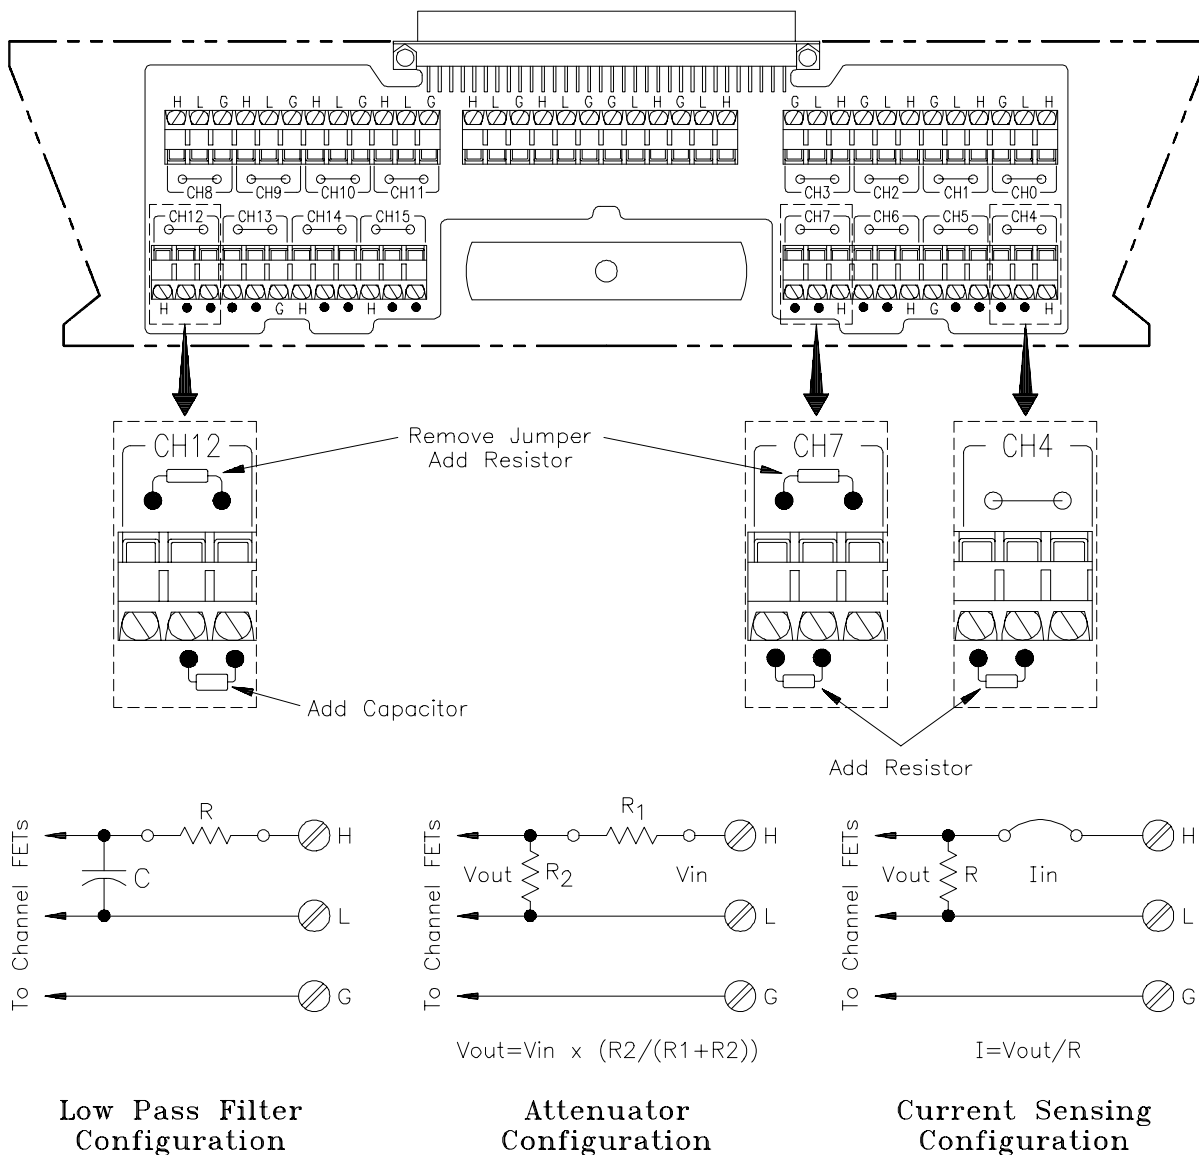 H L G H L G H L G H L G
H L G H L G G L H G L H
G L H G L H G L H G L H
CH8 CH9 CH10 CH11
CH3 CH2 CH1 CH0
CH12 CH13 CH14 CH15
CH7 CH6 CH5 CH4
H G H H
H H G H
CH12
Remove Jumper
Add Resistor
CH7
CH4
Add Capacitor
Add Resistor
To Channel FETs
R
C
H
L
G
To Channel FETs
R1
Vout
R2
Vin
H
L
G
Vout=Vin x (R2/(R1+R2))
To Channel FETs
Vout
R
Iin
H
L
G
I=Vout/R
Low Pass Filter
Configuration
Attenuator
Configuration
Current Sensing
Configuration